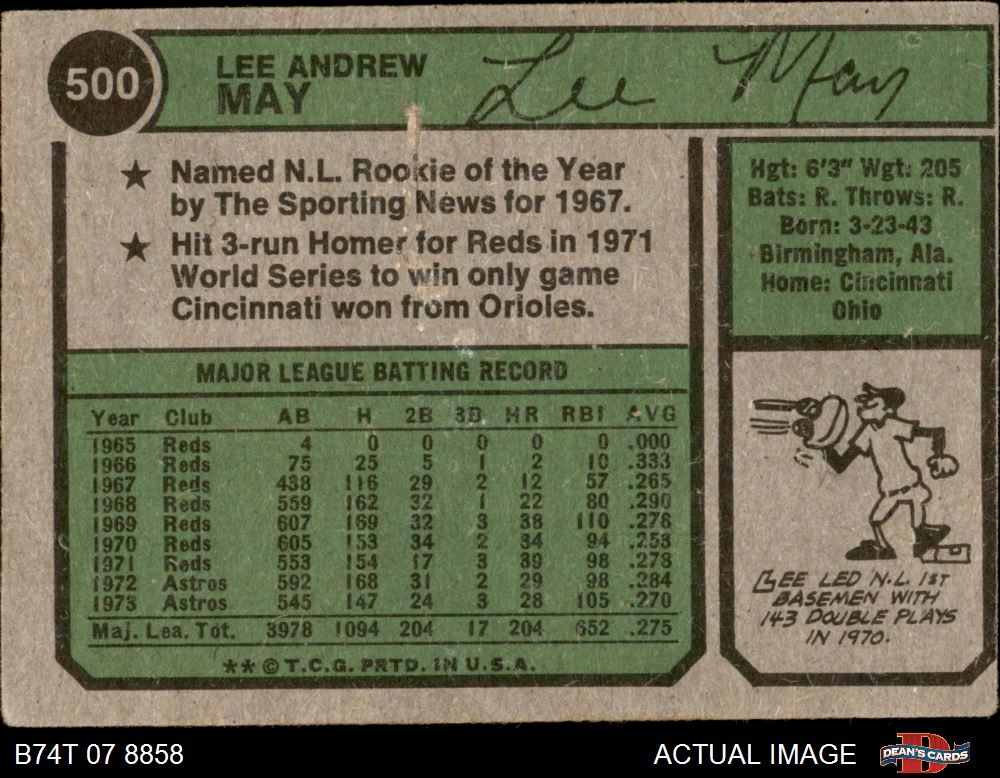 500
LEE ANDREW
MAY
Lee May
★ Named N.L. Rookie of the Year
by The Sporting News for 1967.
★ Hit 3-run Homer for Reds in 1971
World Series to win only game
Cincinnati won from Orioles.
Hgt: 6'3" Wgt: 205
Bats: R. Throws: R.
Born: 3-23-43
Birmingham, Ala.
Home: Cincinnati
Ohio
MAJOR LEAGUE BATTING RECORD
Year Club AB H 2B 3B HR RBI AVG
1965 Reds 4 0 0 0 0 0 .000
1966 Reds 75 25 5 1 2 10 .333
1967 Reds 438 116 29 2 12 57 .265
1968 Reds 559 162 32 1 22 80 .290
1969 Reds 607 169 32 3 38 110 .278
1970 Reds 605 153 34 2 34 94 .253
1971 Reds 553 154 17 3 39 98 .278
1972 Astros 592 168 31 2 29 98 .284
1973 Astros 545 147 24 3 28 105 .270
Maj. Lea. Tot. 3978 1094 204 17 204 652 .275
**© T.C.G. PRTD. IN U.S.A.
LEE LED N.L. 1ST
BASEMEN WITH
143 DOUBLE PLAYS
IN 1970.
B74T 07 8858
ACTUAL IMAGE
DEAN'S CARDS